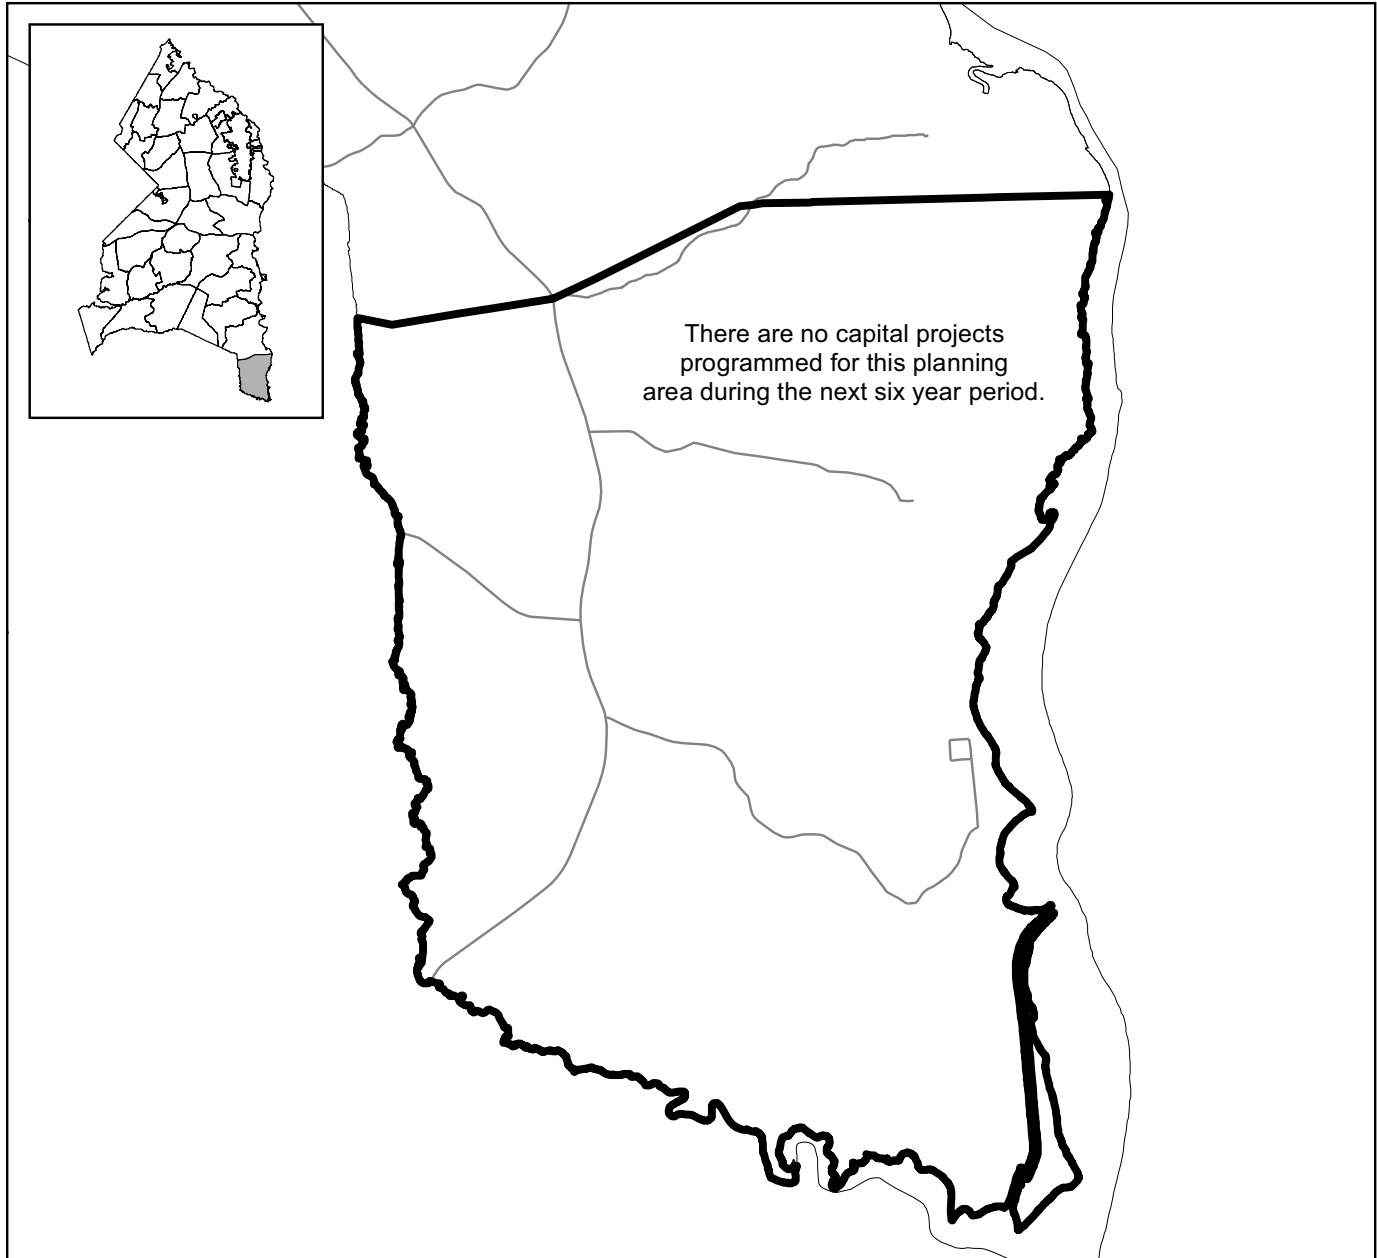 There are no capital projects
programmed for this planning
area during the next six year period.